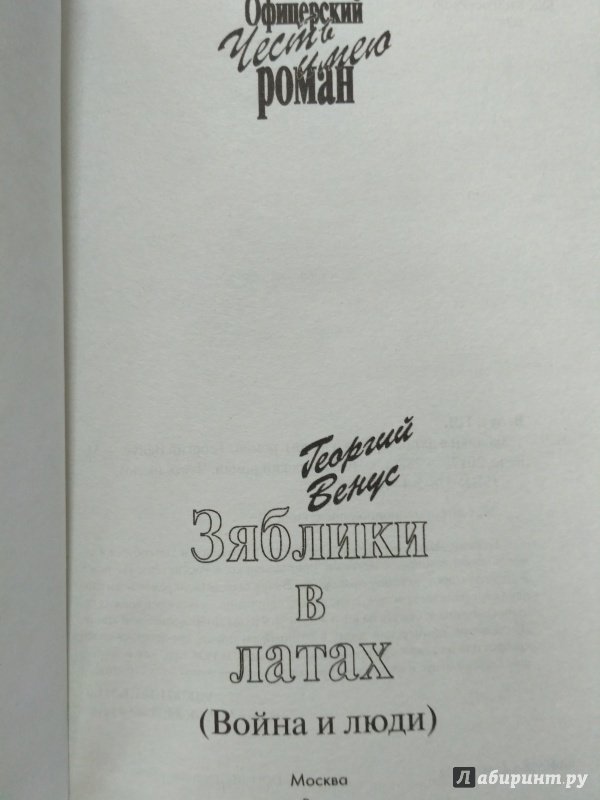 Офицерский
Честь имею
роман
Георгий
Венус
Зяблики
в
латах
(Война и люди)
Москва
Лабиринт.ру